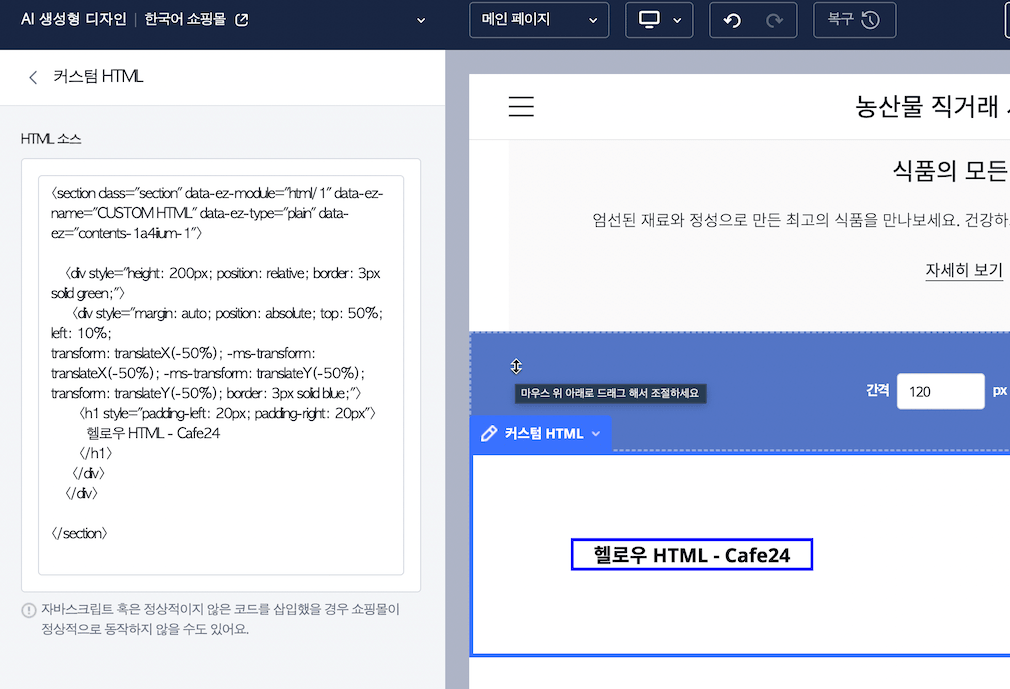 AI 생성형 디자인 | 한국어 쇼핑몰
메인 페이지
복구
커스텀 HTML
HTML 소스
<section class="section" data-ez-module="html/1" data-ez-
name="CUSTOM HTML" data-ez-type="plain" data-
ez="contents-1a4iium-1">
<div style="height: 200px; position: relative; border: 3px
solid green;">
<div style="margin: auto; position: absolute; top: 50%;
left: 10%;
transform: translateX(-50%); -ms-transform:
translateX(-50%); -ms-transform: translateY(-50%);
transform: translateY(-50%); border: 3px solid blue;">
<h1 style="padding-left: 20px; padding-right: 20px">
헬로우 HTML - Cafe24
</h1>
</div>
</div>
</section>
자바스크립트 혹은 정상적이지 않은 코드를 삽입했을 경우 쇼핑몰이
정상적으로 동작하지 않을 수도 있어요.
농산물 직거래
식품의 모든
엄선된 재료와 정성으로 만든 최고의 식품을 만나보세요. 건강하
자세히 보기
마우스 위 아래로 드래그 해서 조절하세요
간격 120 px
커스텀 HTML
헬로우 HTML - Cafe24